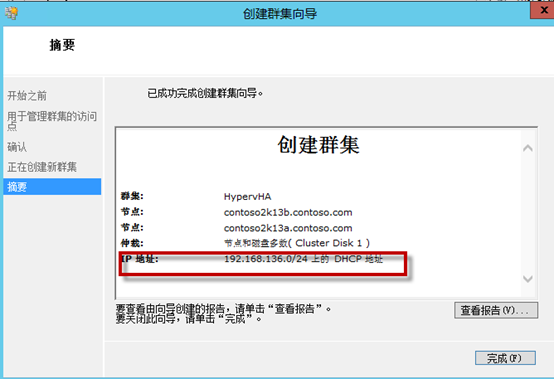 创建群集向导
摘要
开始之前
用于管理群集的访问
点
确认
正在创建新群集
摘要
已成功完成创建群集向导。
创建群集
群集: HypervHA
节点: contoso2k13b.contoso.com
节点: contoso2k13a.contoso.com
仲裁: 节点和磁盘多数( Cluster Disk 1 )
IP 地址: 192.168.136.0/24 上的 DHCP 地址
要查看由向导创建的报告，请单击“查看报告”。
要关闭此向导，请单击“完成”。
查看报告(V)...
完成(F)